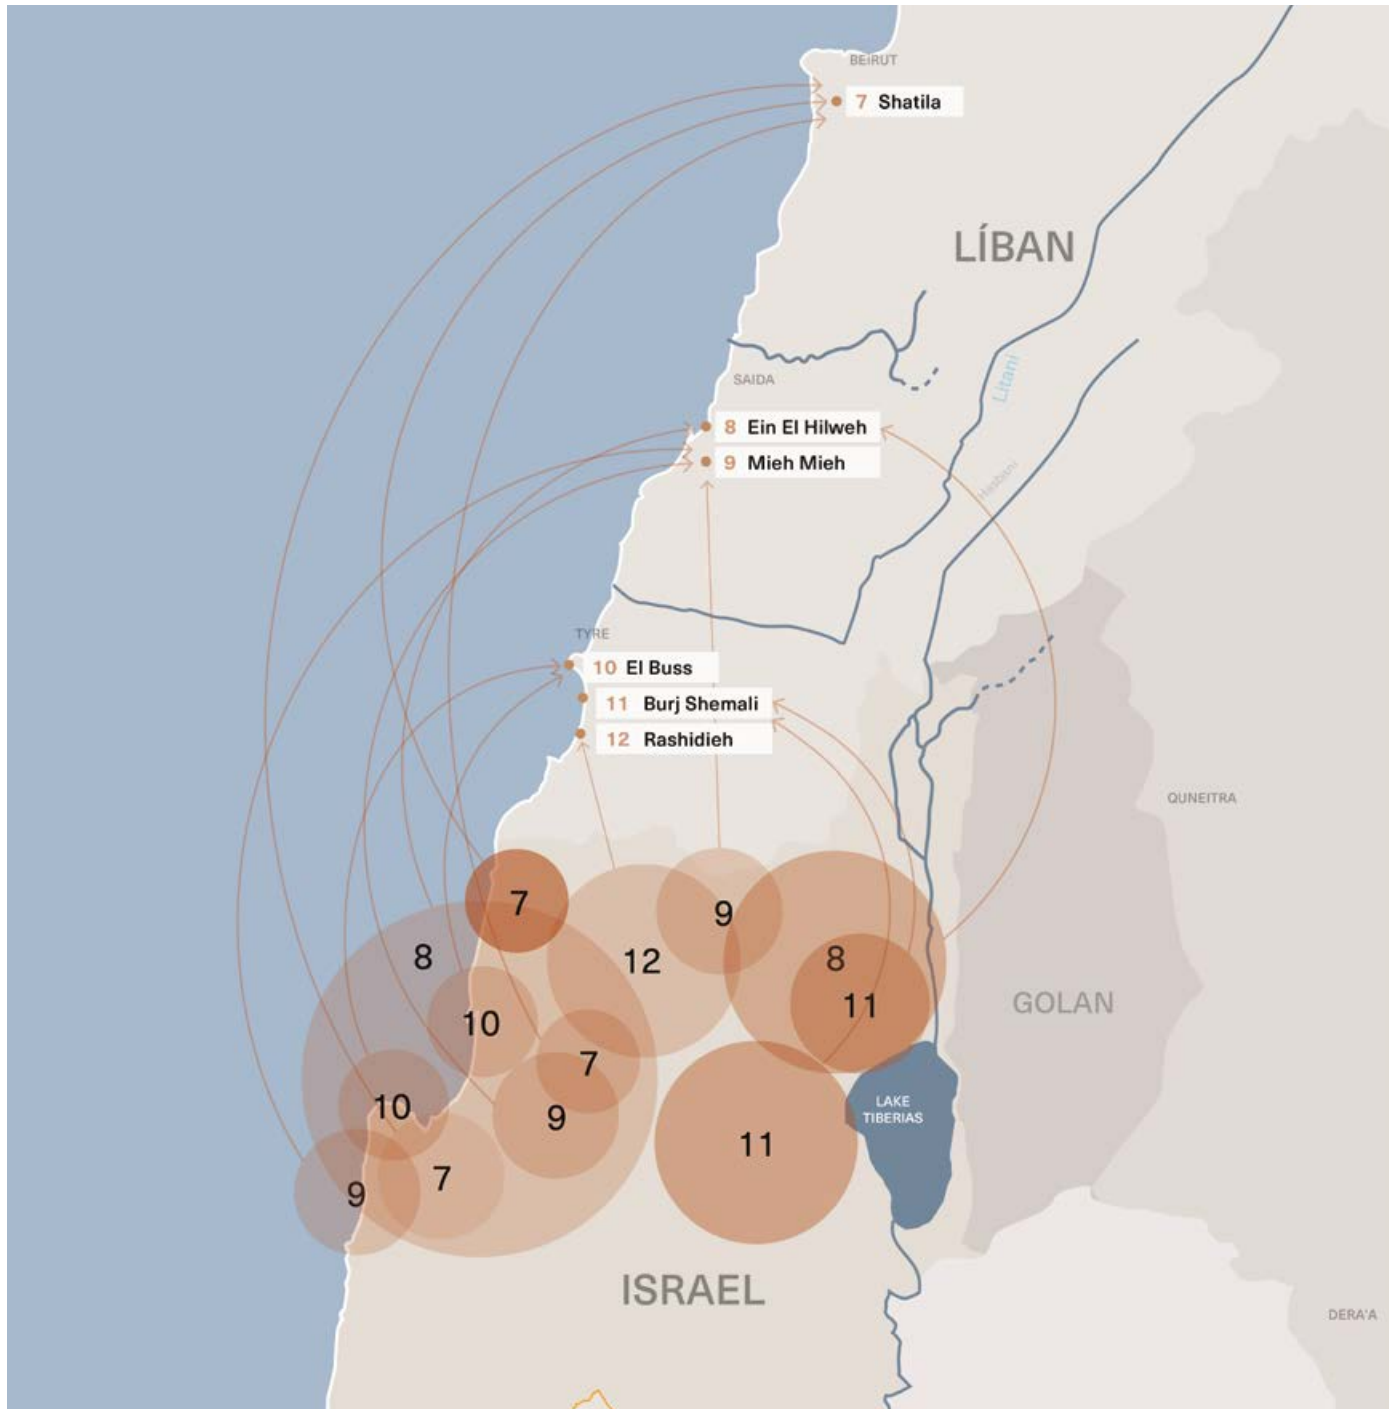 BEIRUT
7 Shatila
LÍBAN
Litani
SAIDA
8 Ein El Hilweh
9 Mieh Mieh
Hasbani
TYRE
10 El Buss
11 Burj Shemali
12 Rashidieh
QUNEITRA
7
9
8
12
8
11
GOLAN
10
7
10
9
LAKE
TIBERIAS
11
7
9
ISRAEL
DERA'A